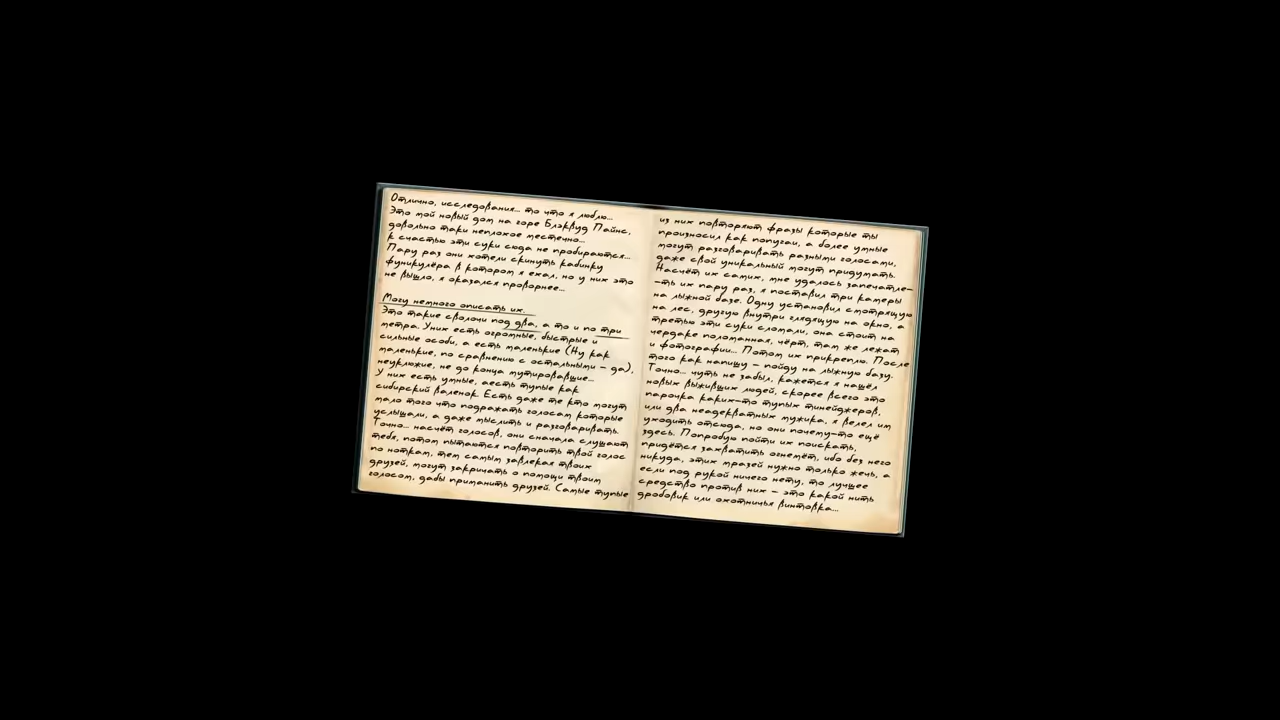 Отлично, исследования... то что я люблю...
Это мой новый дом на горе Блэквуд Пайнс,
довольно таки неплохое местечно...
к счастью эти суки сюда не пробираются...
Пару раз они хотели скинуть кабинку
фуникулёра в котором я ехал, но у них это
не вышло, я оказался проворнее...
Могу немного описать их.
Это такие сволочи под два, а то и по три
метра. У них есть огромные, быстрые и
сильные особи, а есть маленькие (Ну как
маленькие, по сравнению с остальными - да),
неуклюжие, не до конца мутировавшие...
У них есть умные, аесть тупые как
сибирский валенок. Есть даже те кто могут
мало того что подражать голосам которые
услышали, а даже мыслить и разговаривать.
Точно... насчёт голосов, они сначала слушают
тебя, потом пытаются повторить твой голос
по ноткам, тем самым завлекая твоих
друзей, могут закричать о помощи твоим
голосом, дабы приманить друзей. Самые тупые
из них повторяют фразы которые ты
произносил как попугаи, а более умные
могут разговаривать разными голосами,
даже свой уникальный могут придумать.
Насчёт их самих, мне удалось запечатле-
-ть их пару раз, я поставил три камеры
на лыжной базе. Одну установил смотрящую
на лес, другую внутри глядящую на окно, а
третью эти суки сломали, она стоит на
чердаке поломанная, чёрт, там же лежат
и фотографии... Потом их прикреплю. После
того как напишу - пойду на лыжную базу.
Точно... чуть не забыл, кажется я нашёл
новых выживших людей, скорее всего это
парочка каких-то тупых тинейджеров,
или два неадекватных мужика, я велел им
уходить отсюда, но они почему-то ещё
здесь. Попробую пойти их поискать,
придётся захватить огнемёт, ибо без него
никуда, этих мразей нужно только жечь, а
если под рукой ничего нету, то лучшее
средство против них - это какой нить
дробовик или охотничья винтовка...